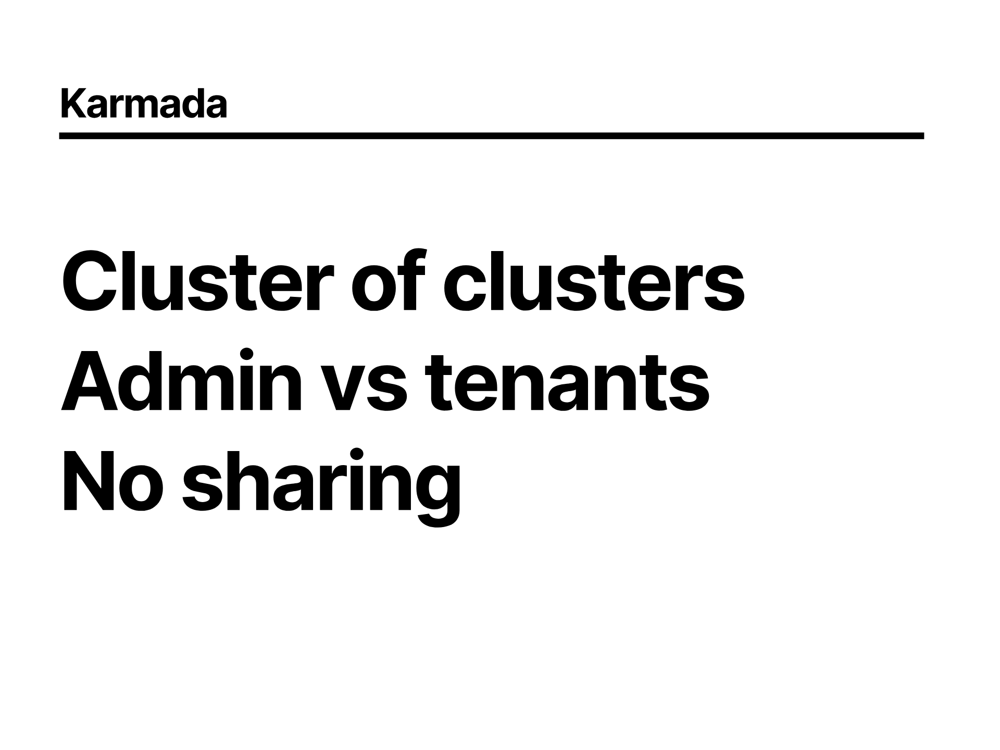 Karmada
Cluster of clusters
Admin vs tenants
No sharing